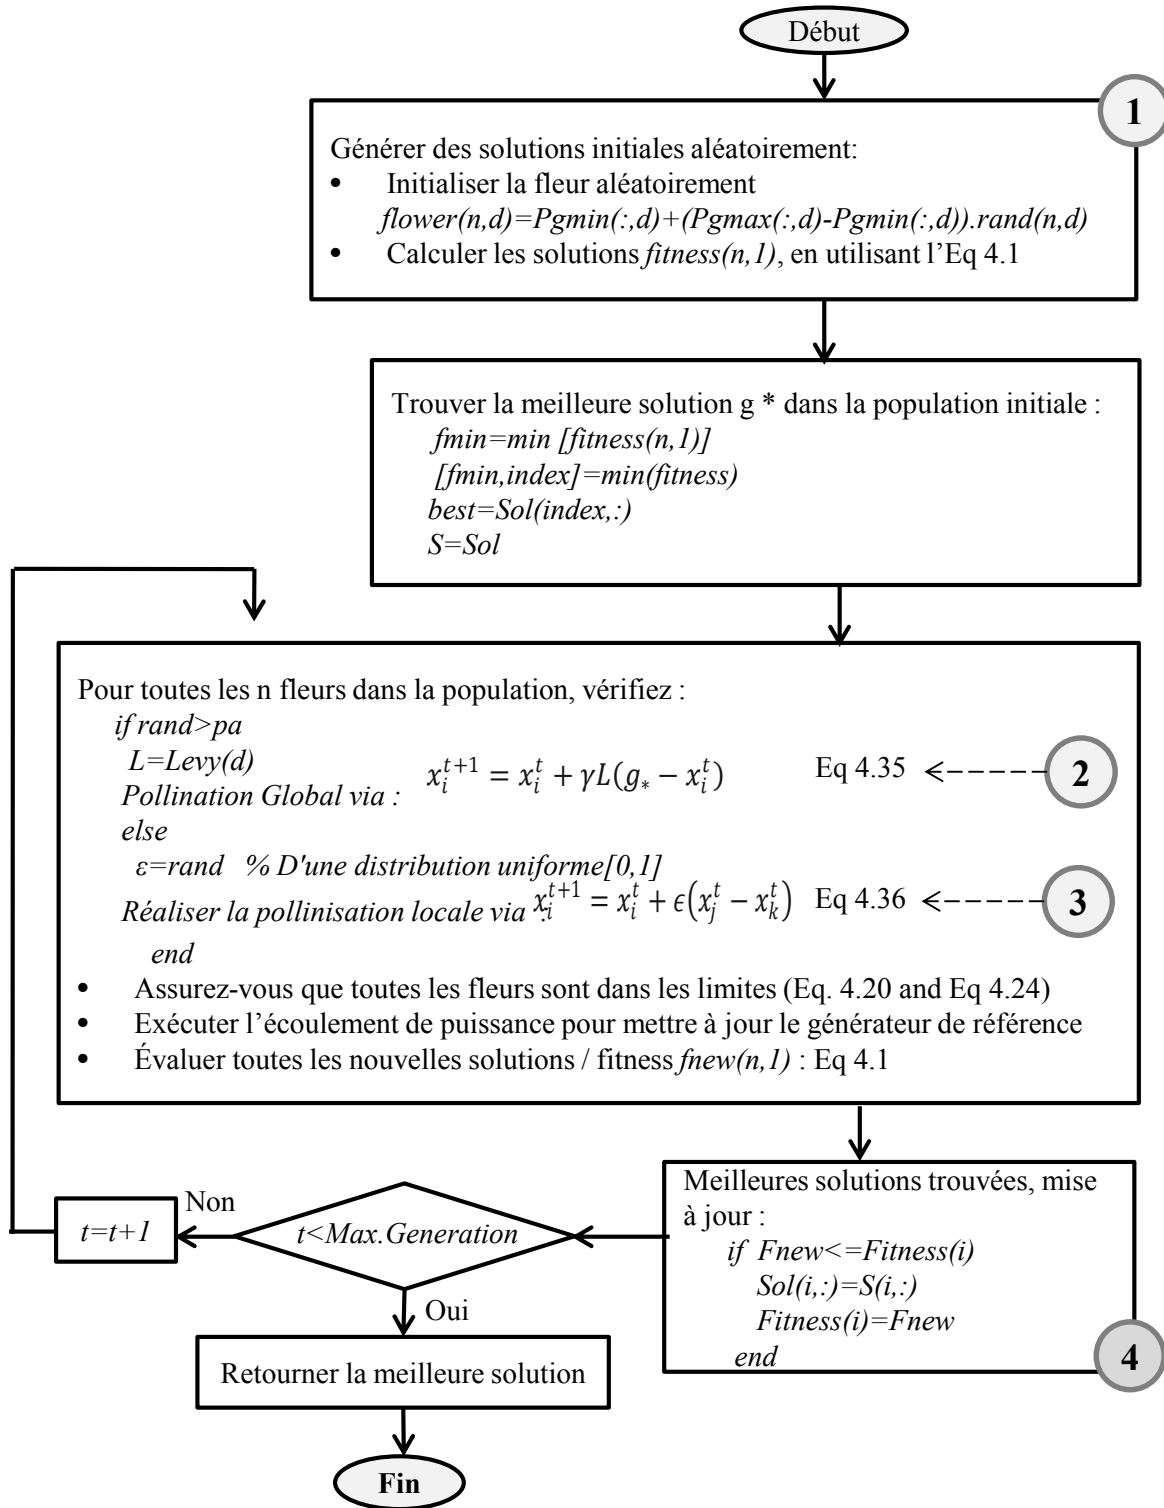 Début
1
Générer des solutions initiales aléatoirement:
• Initialiser la fleur aléatoirement
flower(n,d)=Pgmin(:,d)+(Pgmax(:,d)-Pgmin(:,d)).rand(n,d)
• Calculer les solutions fitness(n,1), en utilisant l'Eq 4.1
Trouver la meilleure solution g * dans la population initiale :
fmin=min [fitness(n,1)]
[fmin,index]=min(fitness)
best=Sol(index,:)
S=Sol
Pour toutes les n fleurs dans la population, vérifiez :
if rand>pa
L=Levy(d)
Pollination Global via : $x_i^{t+1} = x_i^t + \gamma L(g_* - x_i^t)$ Eq 4.35 2
else
ε=rand % D'une distribution uniforme[0,1]
Réaliser la pollinisation locale via : $x_i^{t+1} = x_i^t + \epsilon(x_j^t - x_k^t)$ Eq 4.36 3
end
• Assurez-vous que toutes les fleurs sont dans les limites (Eq. 4.20 and Eq 4.24)
• Exécuter l'écoulement de puissance pour mettre à jour le générateur de référence
• Évaluer toutes les nouvelles solutions / fitness fnew(n,1) : Eq 4.1
Meilleures solutions trouvées, mise
à jour :
if Fnew<=Fitness(i)
Sol(i,:)=S(i,:)
Fitness(i)=Fnew
end
4
t<Max.Generation
Non
t=t+1
Oui
Retourner la meilleure solution
Fin